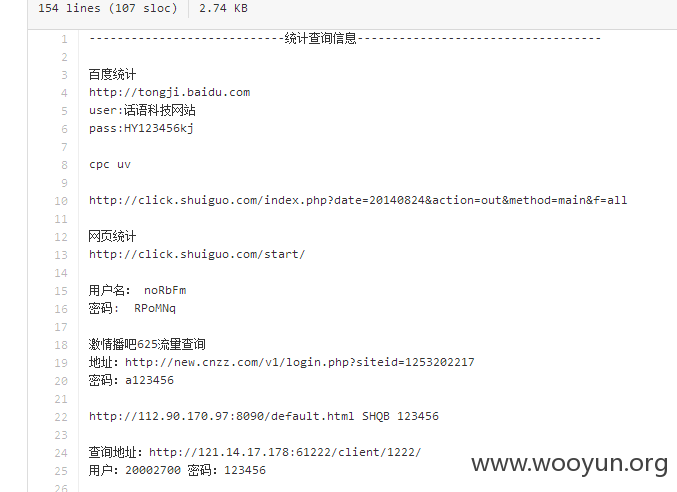 154 lines (107 sloc) 2.74 KB
1 ----------------------------统计查询信息-----------------------------------
2
3 百度统计
4 http://tongji.baidu.com
5 user:话语科技网站
6 pass:HY123456kj
7
8 cpc uv
9
10 http://click.shuiguo.com/index.php?date=20140824&action=out&method=main&f=all
11
12 网页统计
13 http://click.shuiguo.com/start/
14
15 用户名： noRbFm
16 密码： RPoMNq
17
18 激情播吧625流里查询
19 地址：http://new.cnzz.com/v1/login.php?siteid=1253202217
20 密码：a123456
21
22 http://112.90.170.97:8090/default.html SHQB 123456
23
24 查询地址：http://121.14.17.178:61222/client/1222/
25 用户：20002700 密码：123456
26
www.wooyun.org